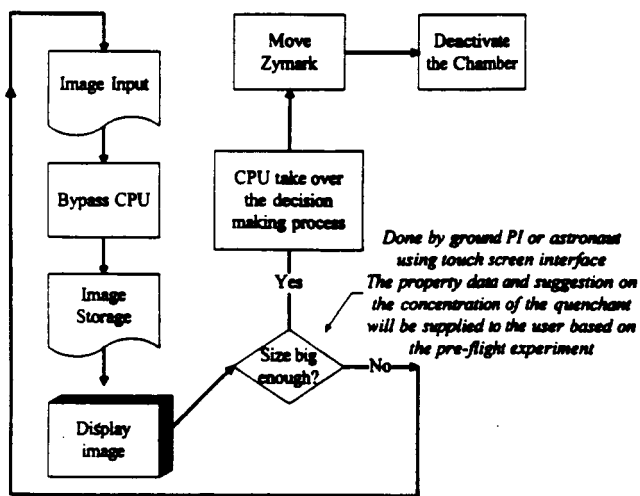 Image Input
Bypass CPU
Image
Storage
Display
image
Size big
enough?
Yes
No
CPU take over
the decision
making process
Move
Zymark
Deactivate
the Chamber
Done by ground PI or astronaut
using touch screen interface
The property data and suggestion on
the concentration of the quenchant
will be supplied to the user based on
the pre-flight experiment